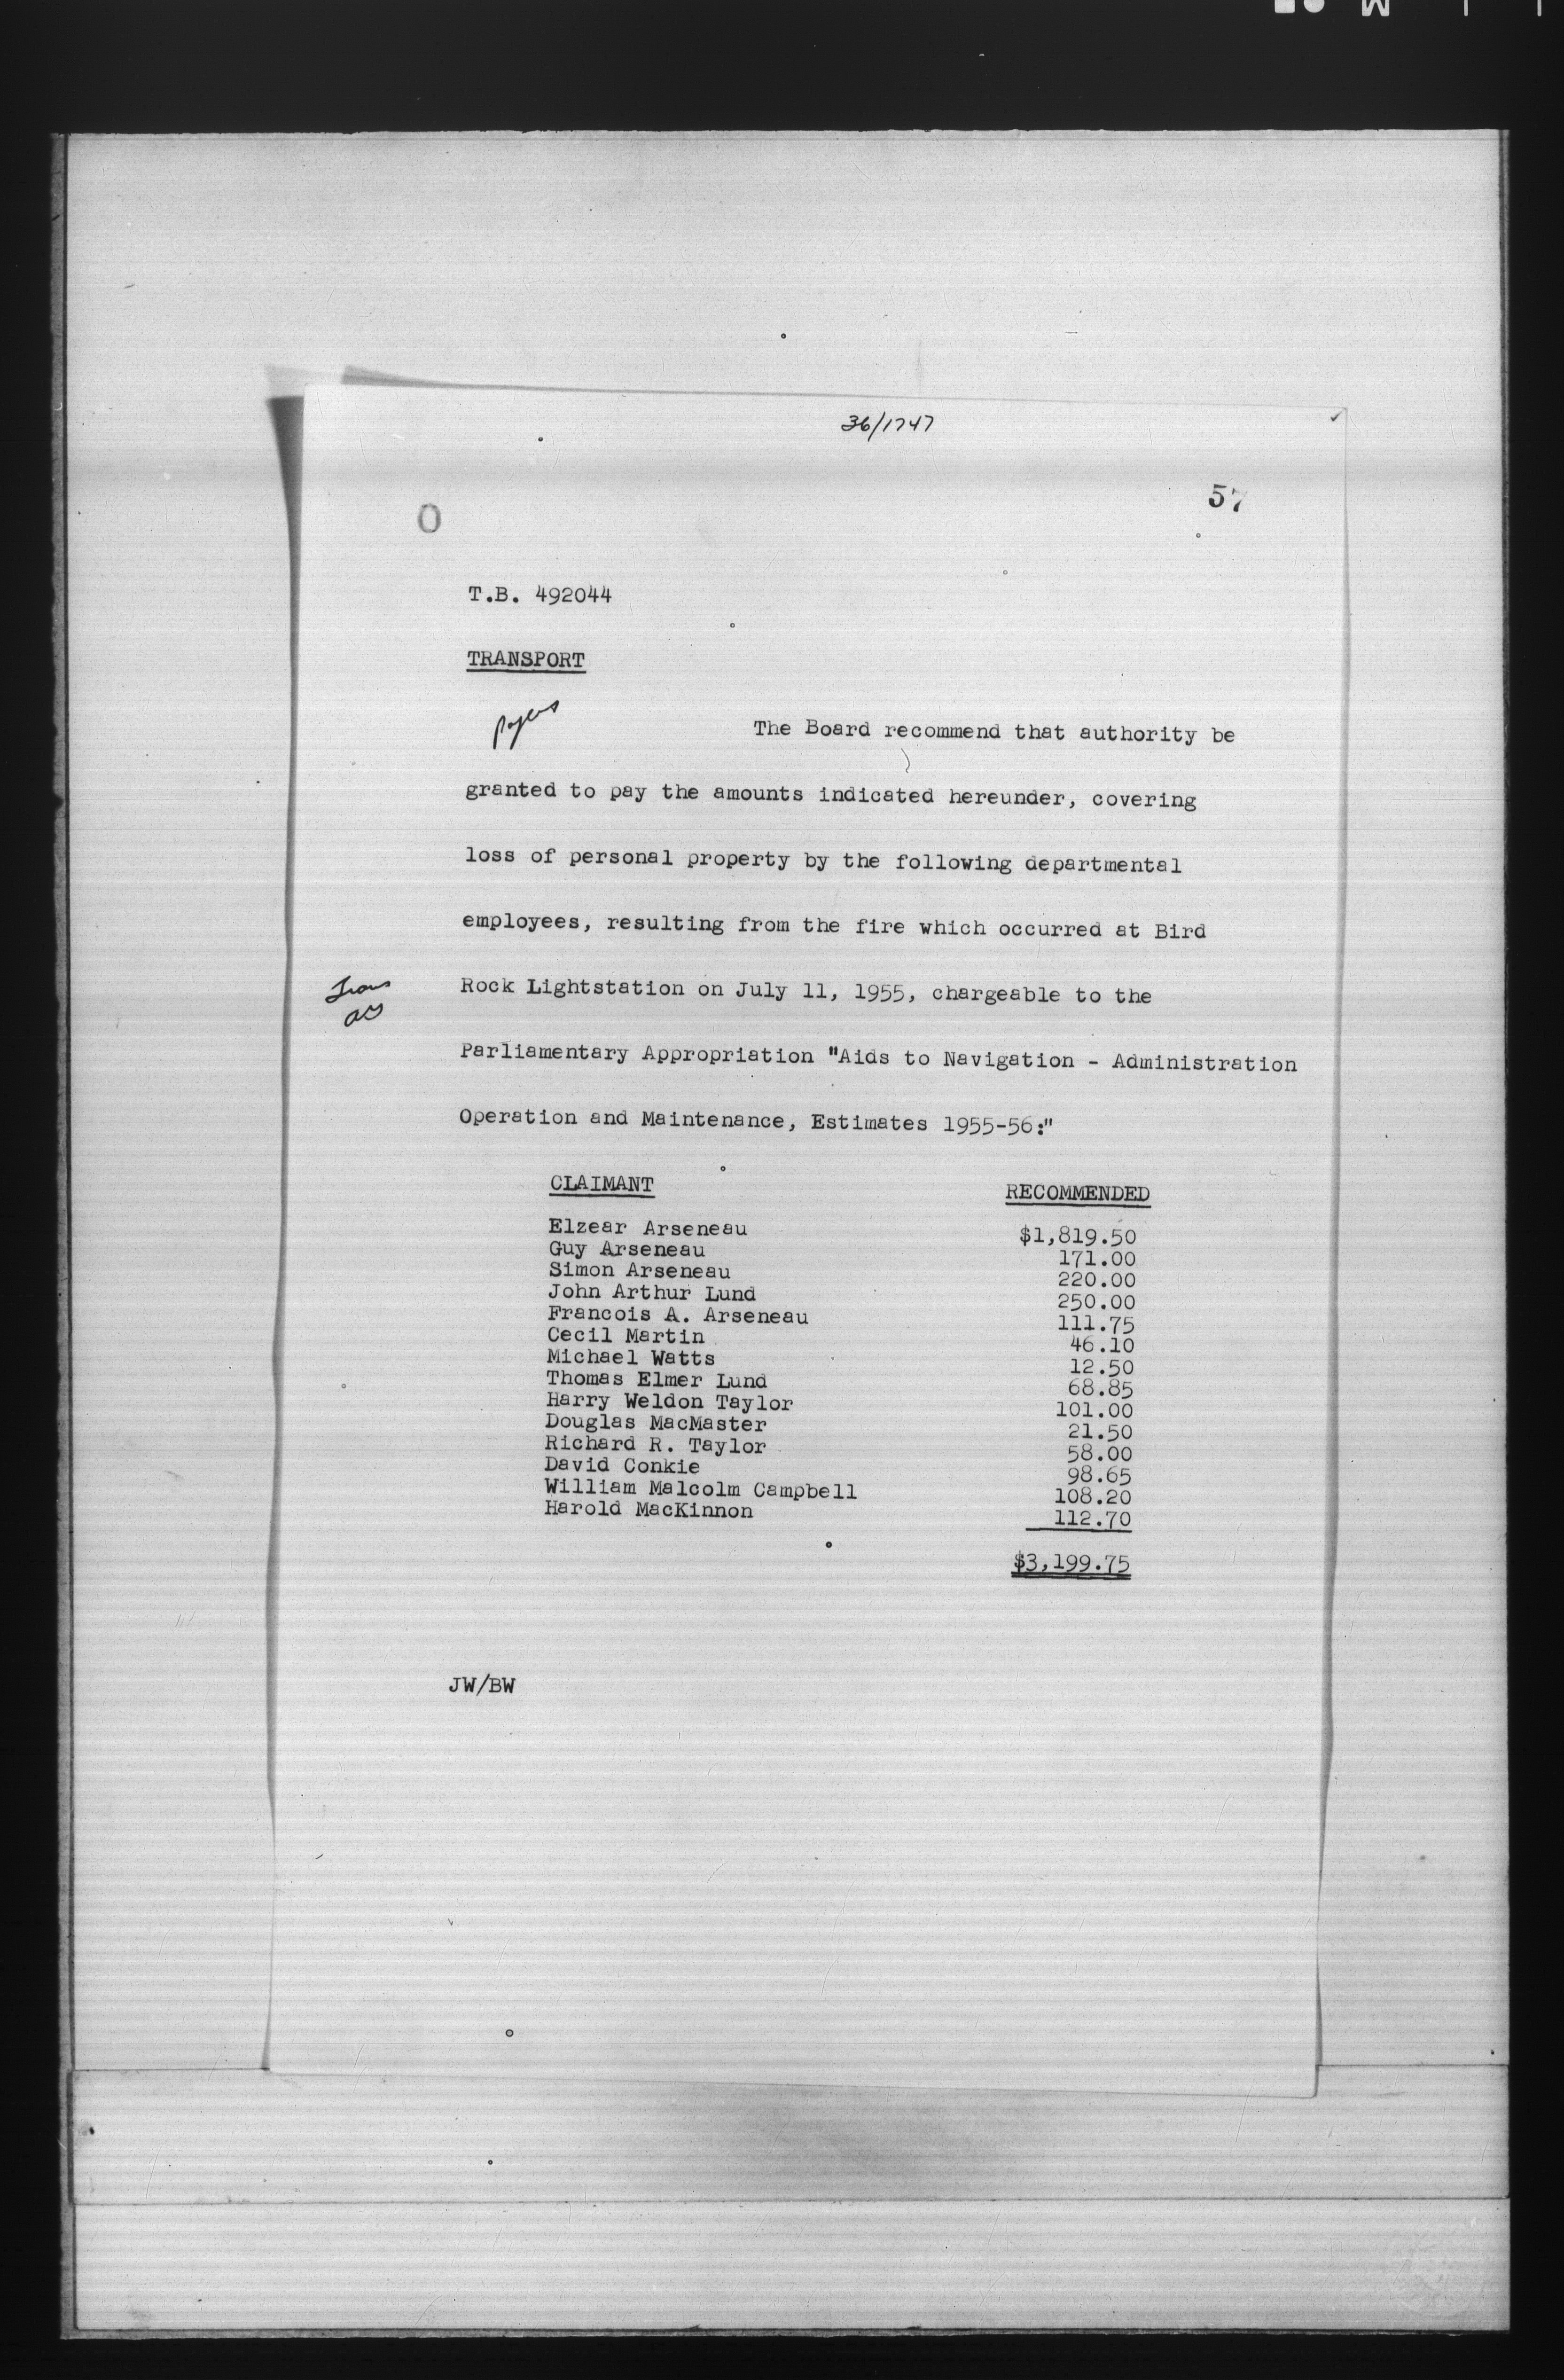 36/1747
57
O
T.B. 492044
TRANSPORT
papers
The Board recommend that authority be
granted to pay the amounts indicated hereunder, covering
loss of personal property by the following departmental
employees, resulting from the fire which occurred at Bird
Rock Lightstation on July 11, 1955, chargeable to the
Parliamentary Appropriation "Aids to Navigation - Administration
Operation and Maintenance, Estimates 1955-56:"
CLAIMANT RECOMMENDED
Elzear Arseneau $1,819.50
Guy Arseneau 171.00
Simon Arseneau 220.00
John Arthur Lund 250.00
Francois A. Arseneau 111.75
Cecil Martin 46.10
Michael Watts 12.50
Thomas Elmer Lund 68.85
Harry Weldon Taylor 101.00
Douglas MacMaster 21.50
Richard R. Taylor 58.00
David Conkie 98.65
William Malcolm Campbell 108.20
Harold MacKinnon 112.70
$3,199.75
JW/BW